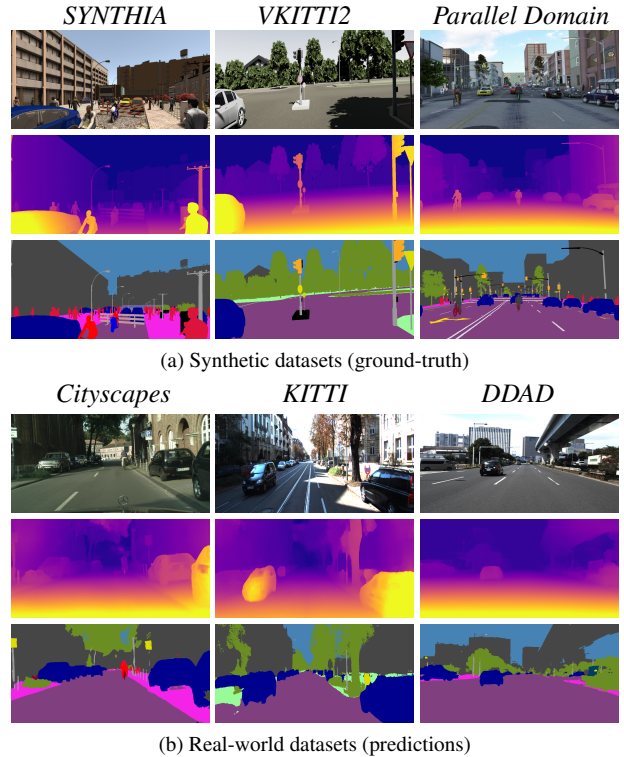 SYNTHIA VKITTI2 Parallel Domain
(a) Synthetic datasets (ground-truth)
Cityscapes KITTI DDAD
(b) Real-world datasets (predictions)